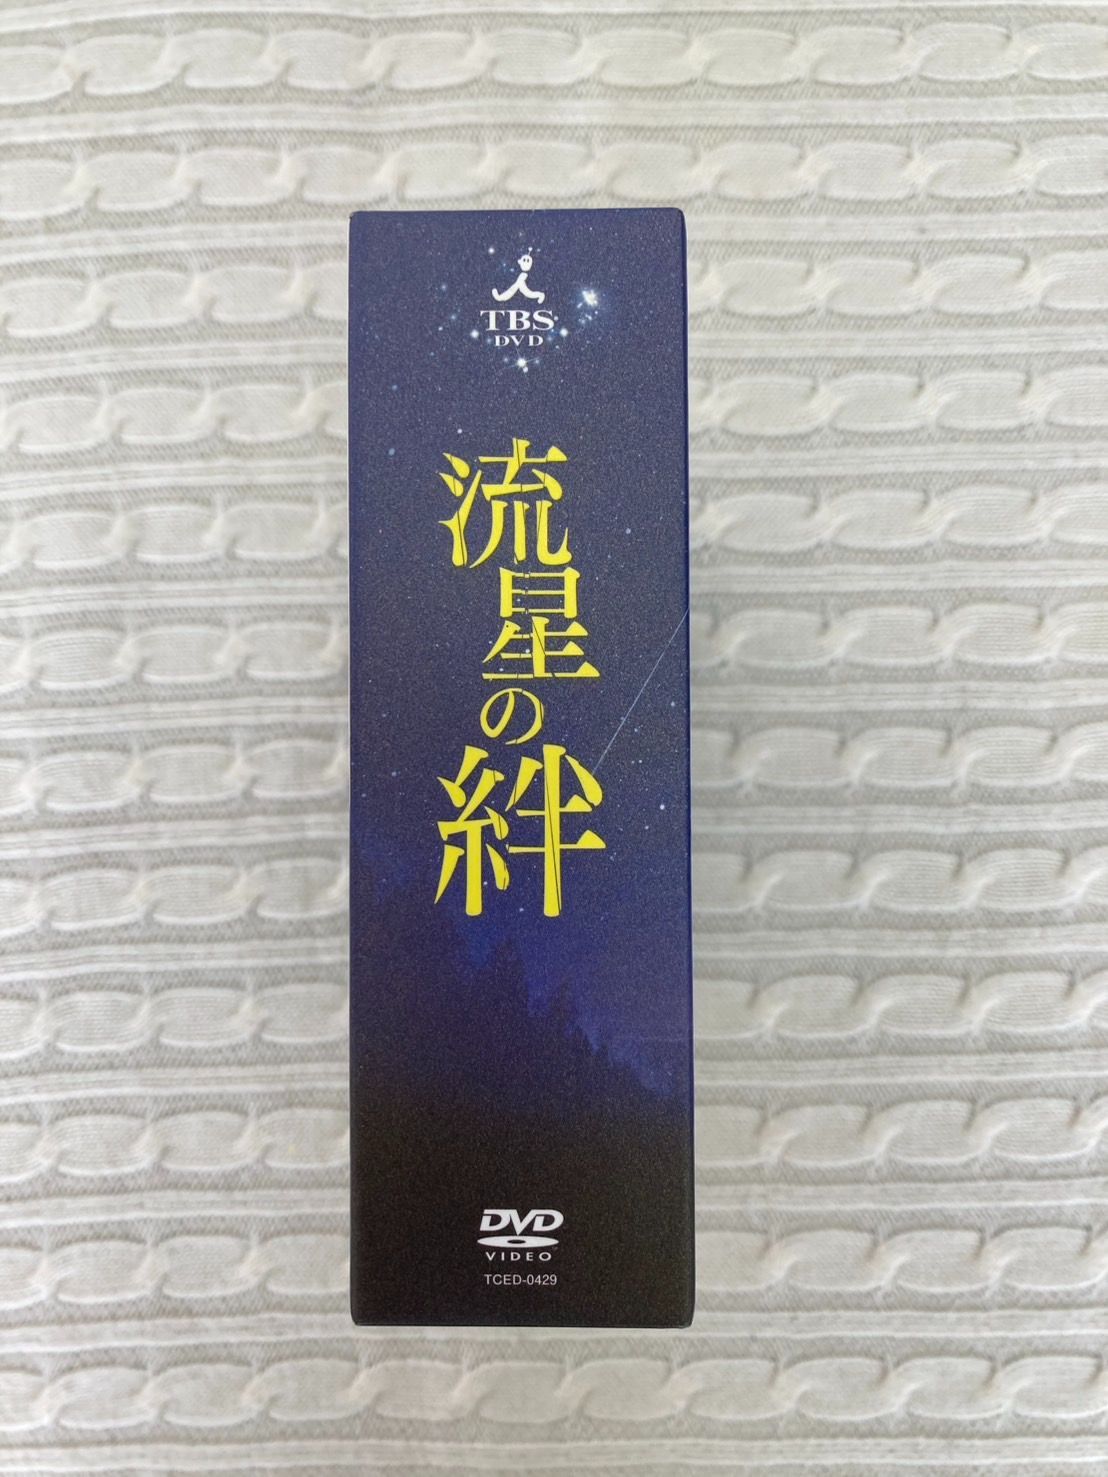 TBS
DVD
流星の絆
DVD
VIDEO
TCED-0429